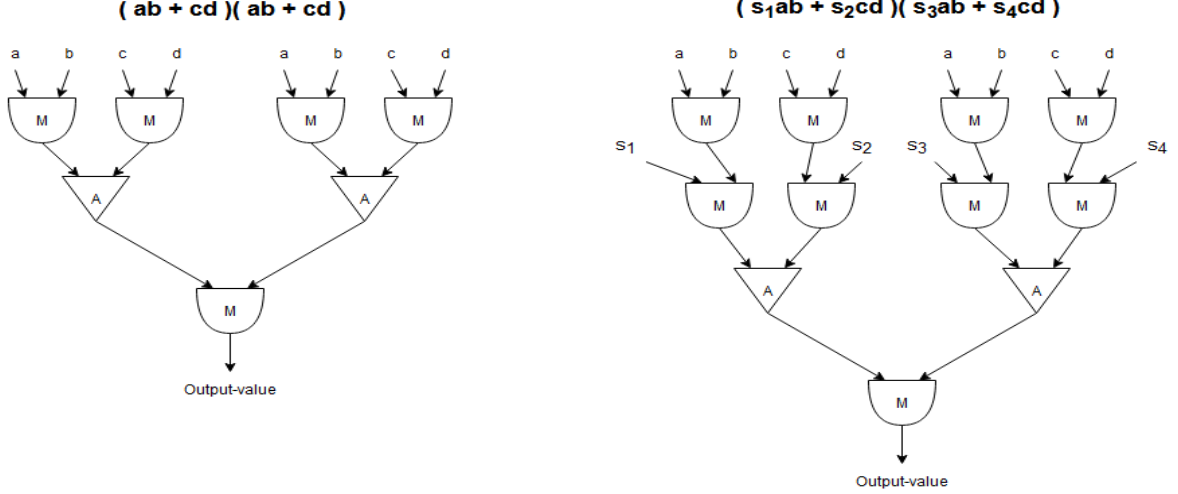 ( ab + cd )( ab + cd )
( s1ab + s2cd )( s3ab + s4cd )
a b c d a b c d
a b c d a b c d
M M M M
M M M M
s1 s2 s3 s4
A A
M M M M
A A
M
M
Output-value
Output-value